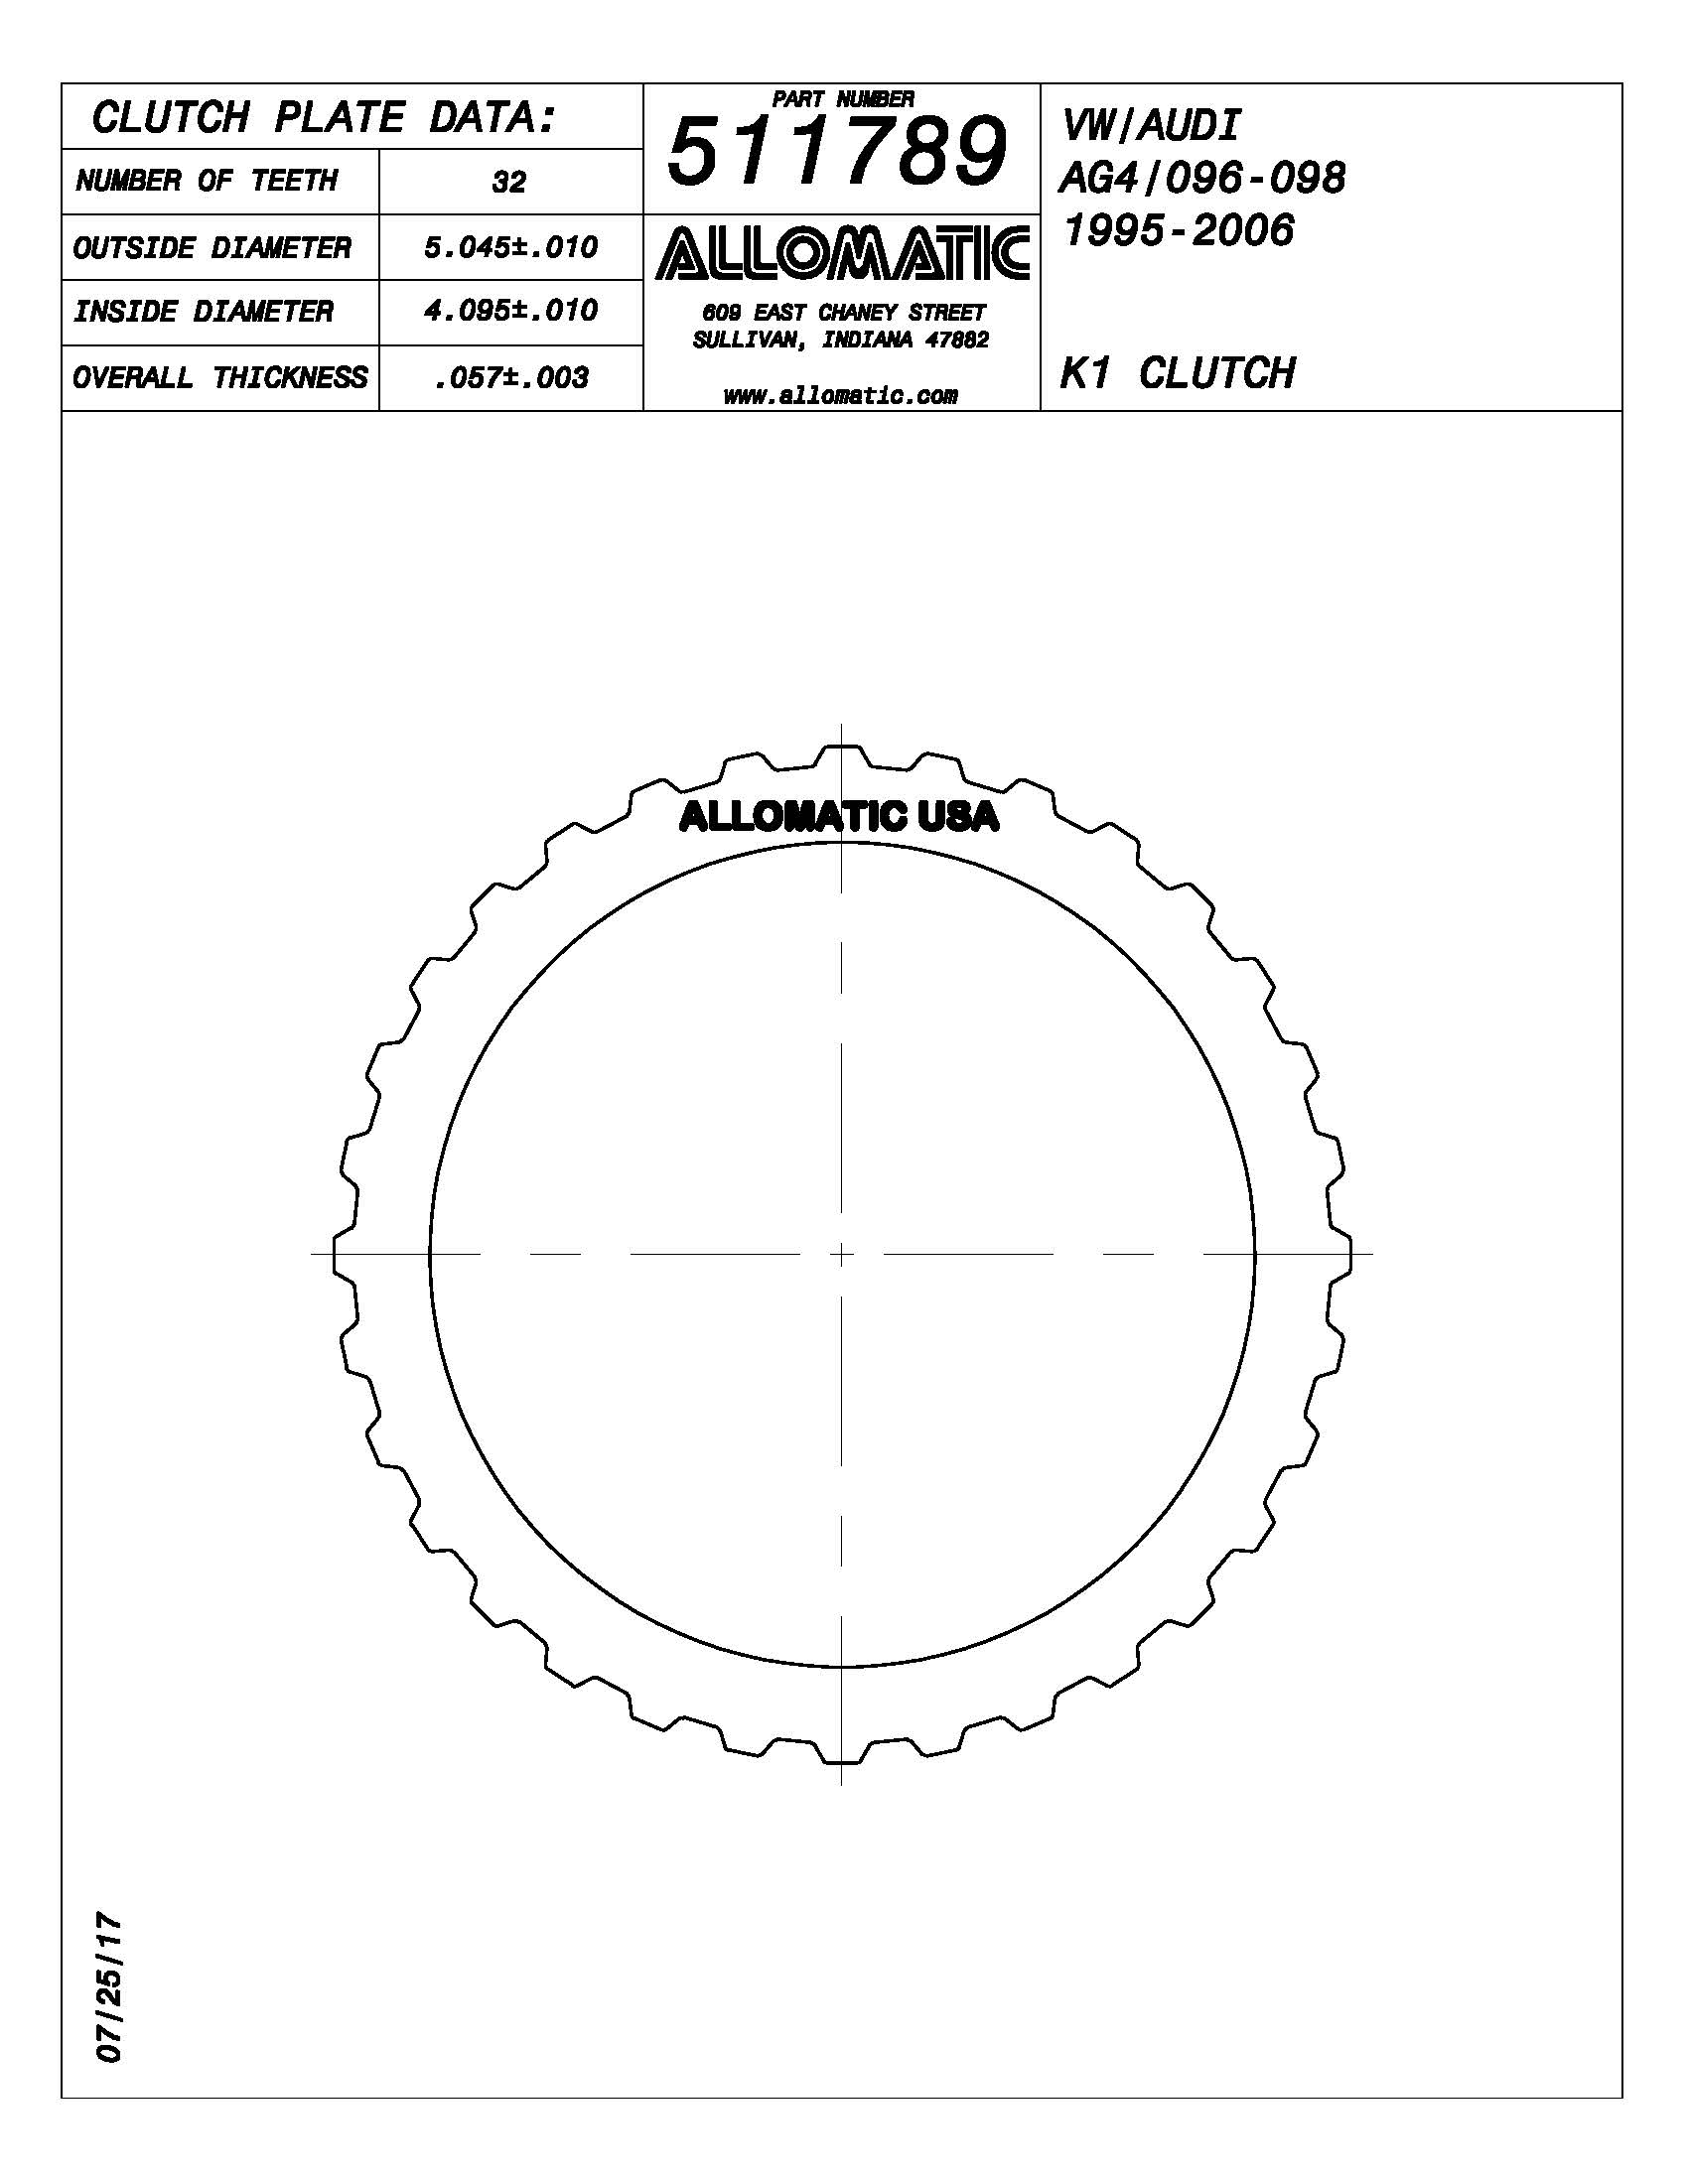 CLUTCH PLATE DATA:
NUMBER OF TEETH 32
OUTSIDE DIAMETER 5.045±.010
INSIDE DIAMETER 4.095±.010
OVERALL THICKNESS .057±.003
PART NUMBER
511789
ALLOMATIC
609 EAST CHANEY STREET
SULLIVAN, INDIANA 47882
www.allomatic.com
VW/AUDI
AG4/096-098
1995-2006
K1 CLUTCH
ALLOMATIC USA
07/25/17